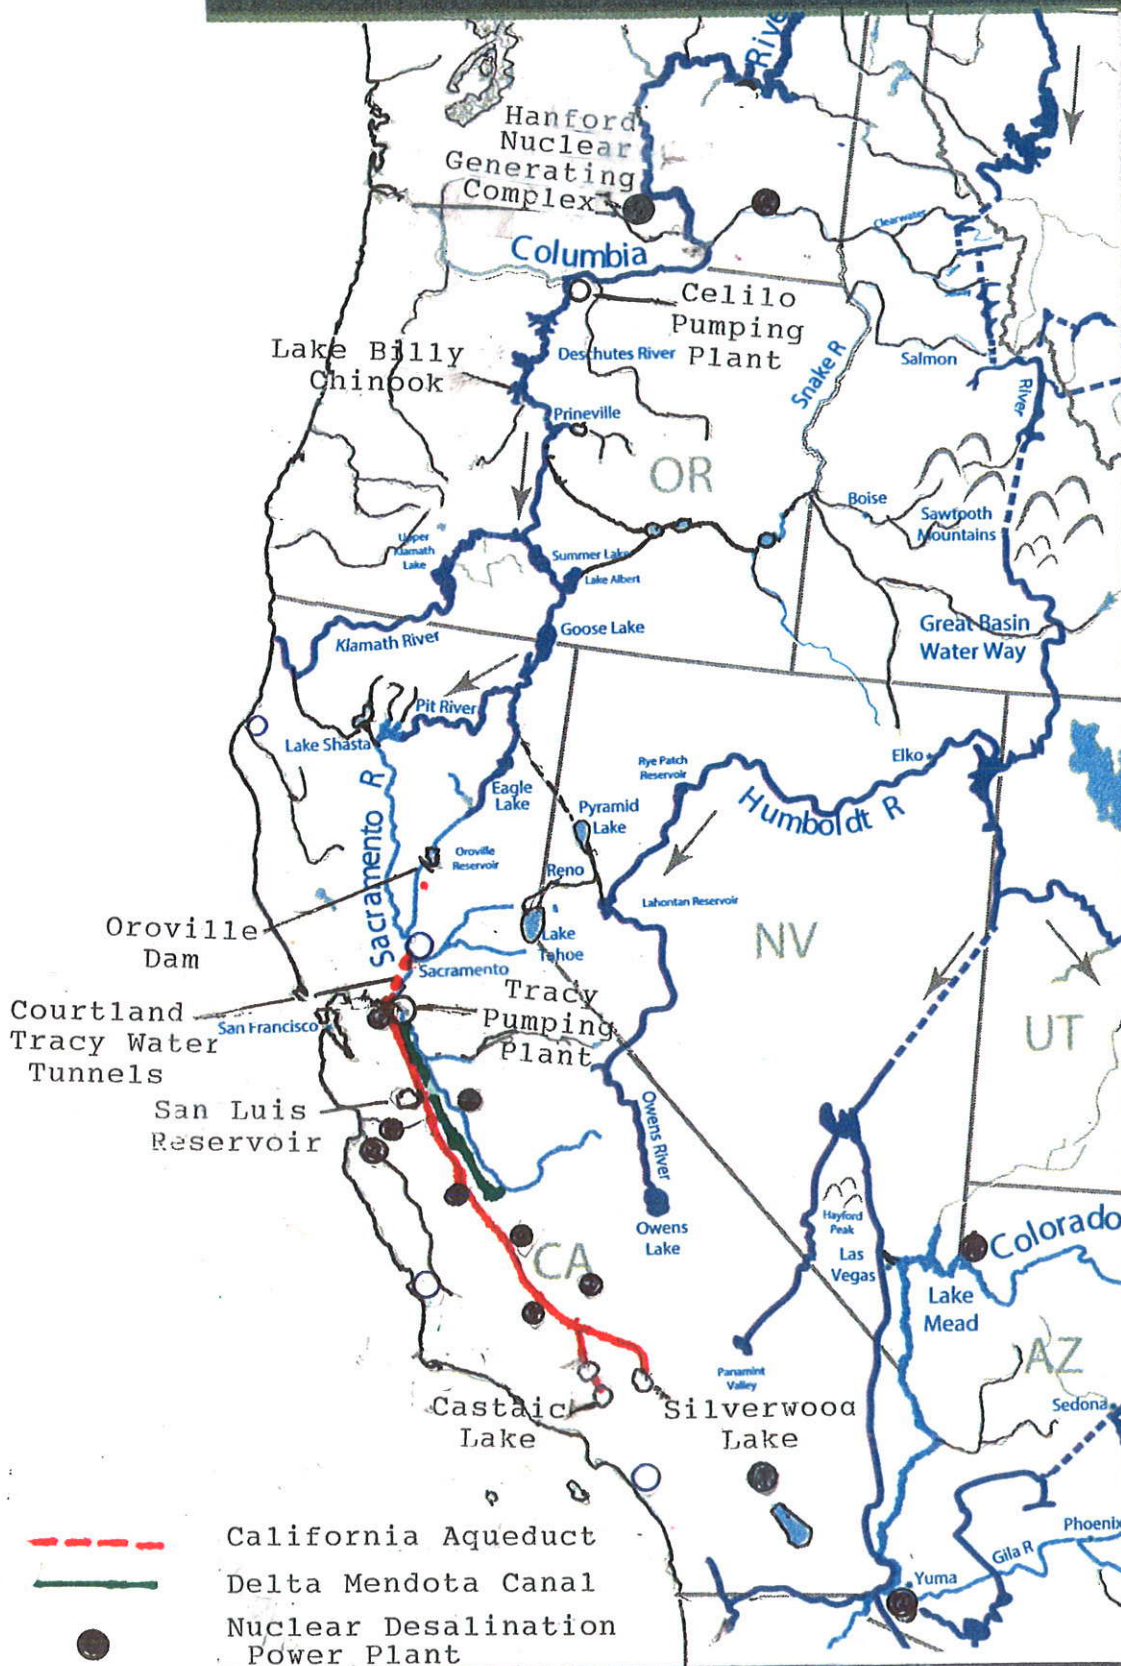 River
Hanford
Nuclear
Generating
Complex
Clearwater
Columbia
Celilo
Pumping
Plant
Lake Billy
Chinook
Deschutes River
Snake R
Salmon
River
Prineville
OR
Boise
Sawtooth
Mountains
Upper
Klamath
Lake
Summer Lake
Lake Albert
Great Basin
Water Way
Goose Lake
Klamath River
Pit River
Lake Shasta
Sacramento R
Elko
Rye Patch
Reservoir
Humboldt R
Eagle
Lake
Pyramid
Lake
Oroville
Reservoir
Reno
Lahontan Reservoir
Oroville
Dam
Lake
Tahoe
NV
Sacramento
Courtland
Tracy Water
Tunnels
San Francisco
Tracy
Pumping
Plant
UT
San Luis
Reservoir
Owens River
Owens
Lake
Hayford
Peak
Las
Vegas
Colorado
Lake
Mead
CA
AZ
Panamint
Valley
Castaic
Lake
Silverwood
Lake
Sedona
Phoenix
Gila R
Yuma
California Aqueduct
Delta Mendota Canal
Nuclear Desalination
Power Plant